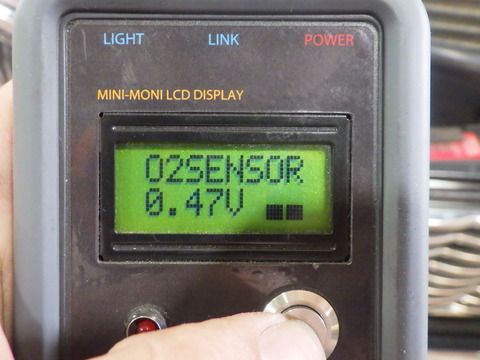 LIGHT LINK POWER
MINI-MONI LCD DISPLAY
O2SENSOR
0.47V